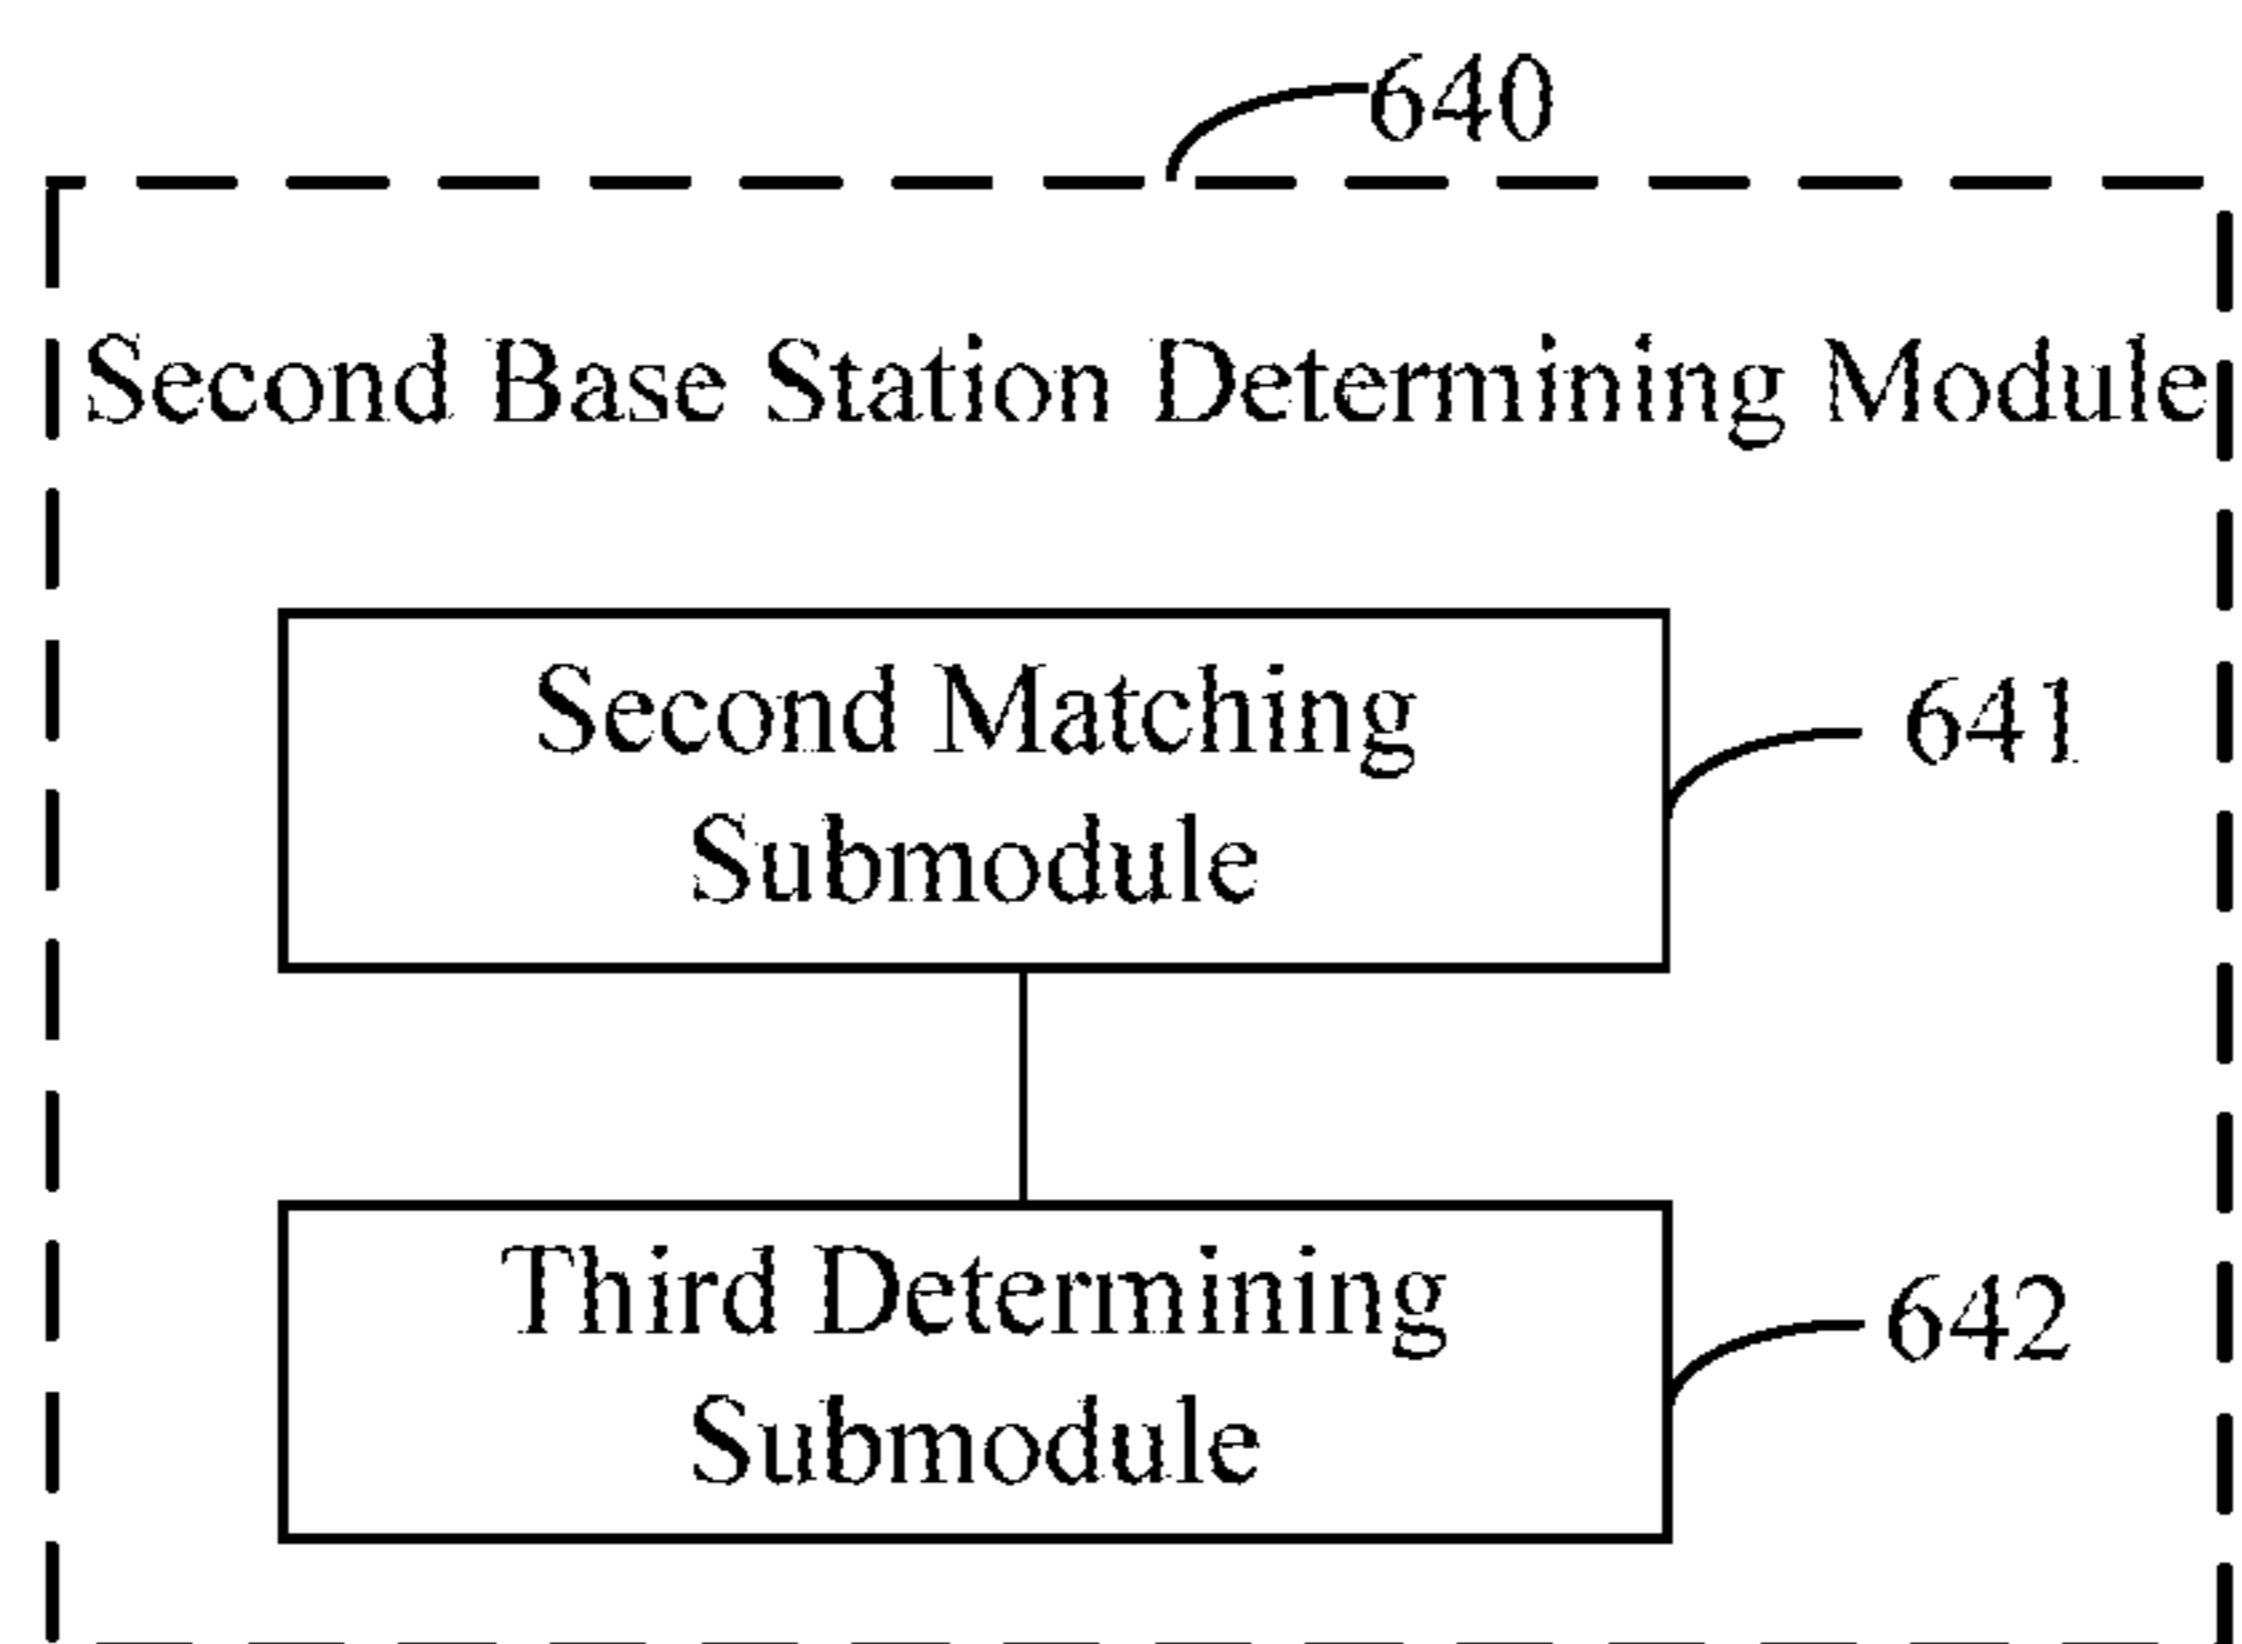 640
Second Base Station Determining Module
Second Matching
Submodule
641
Third Determining
Submodule
642